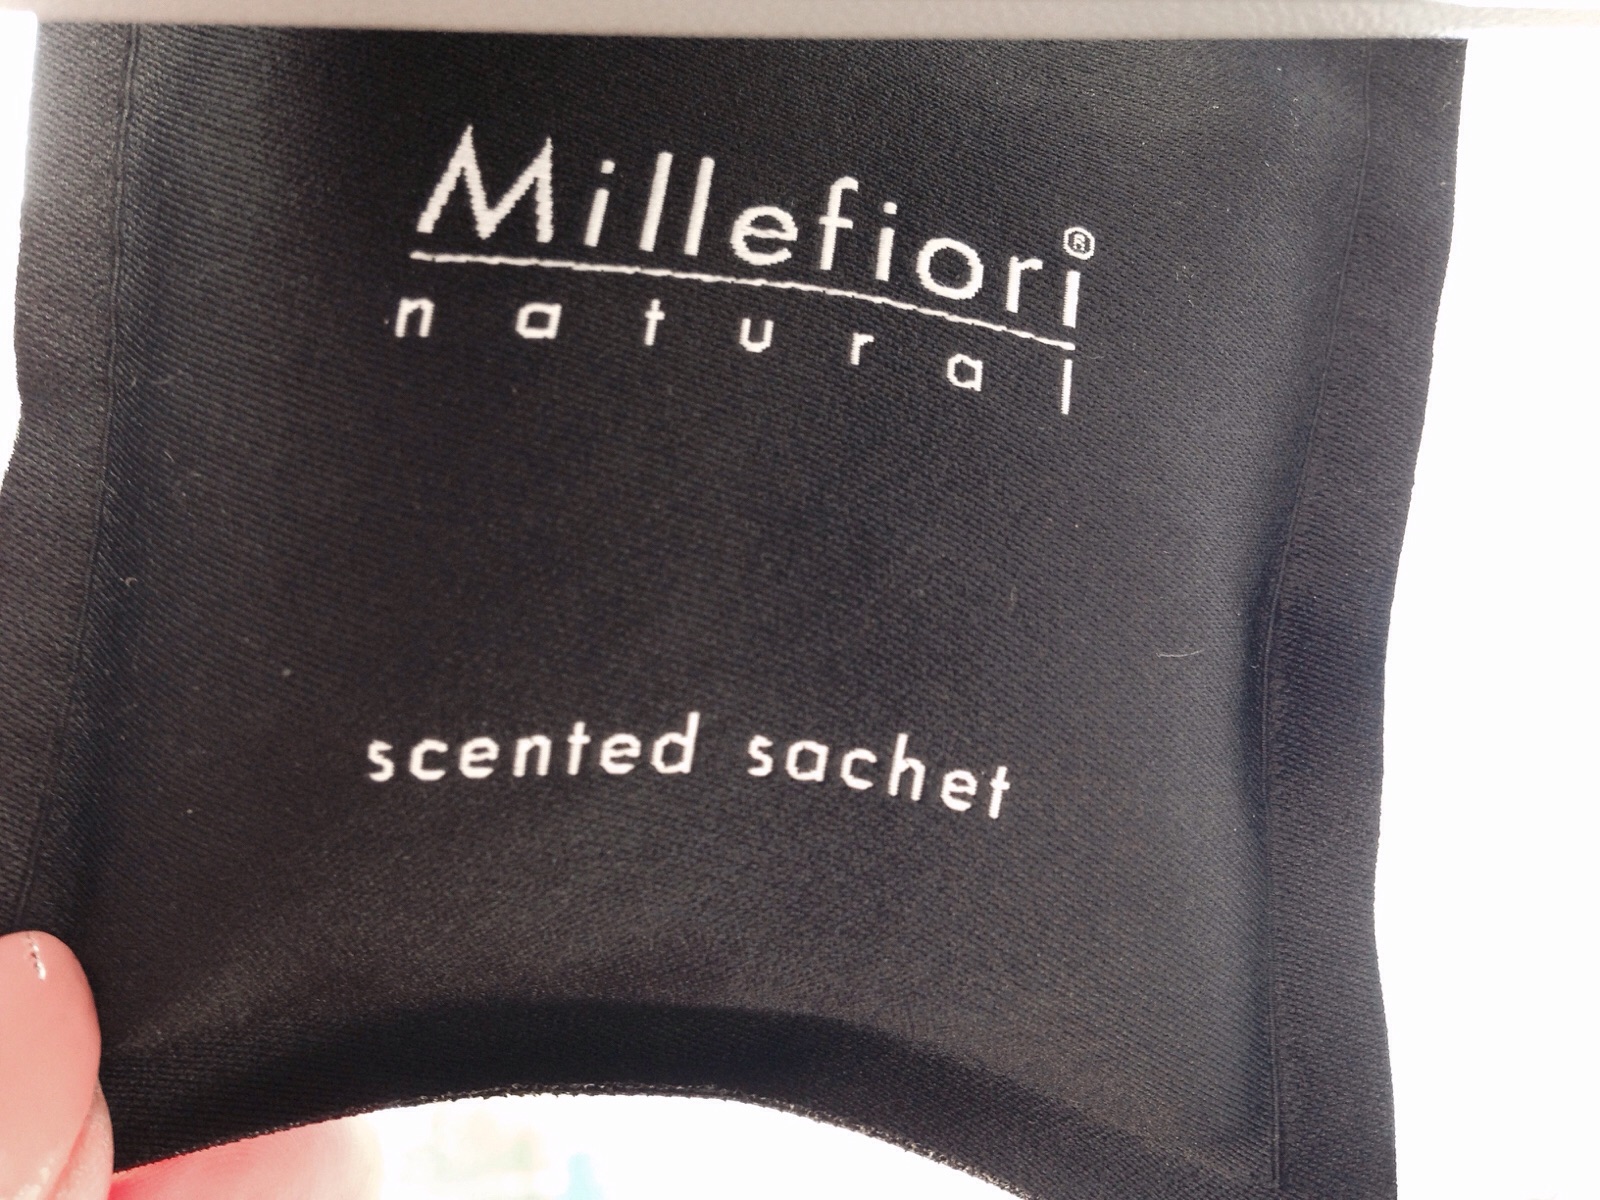 Millefiori®
natural
scented sachet